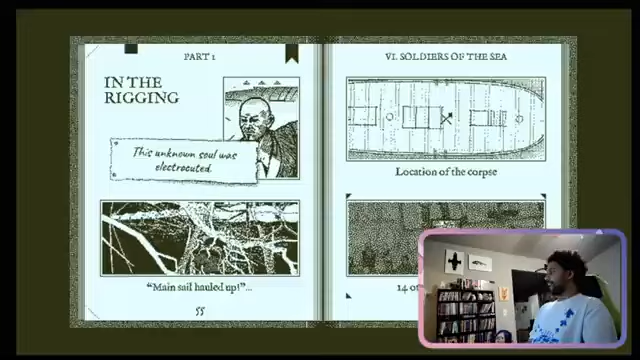 PART 1
IN THE
RIGGING
This unknown soul was
electrocuted.
"Main sail hauled up!"...
55
VI. SOLDIERS OF THE SEA
Location of the corpse
14